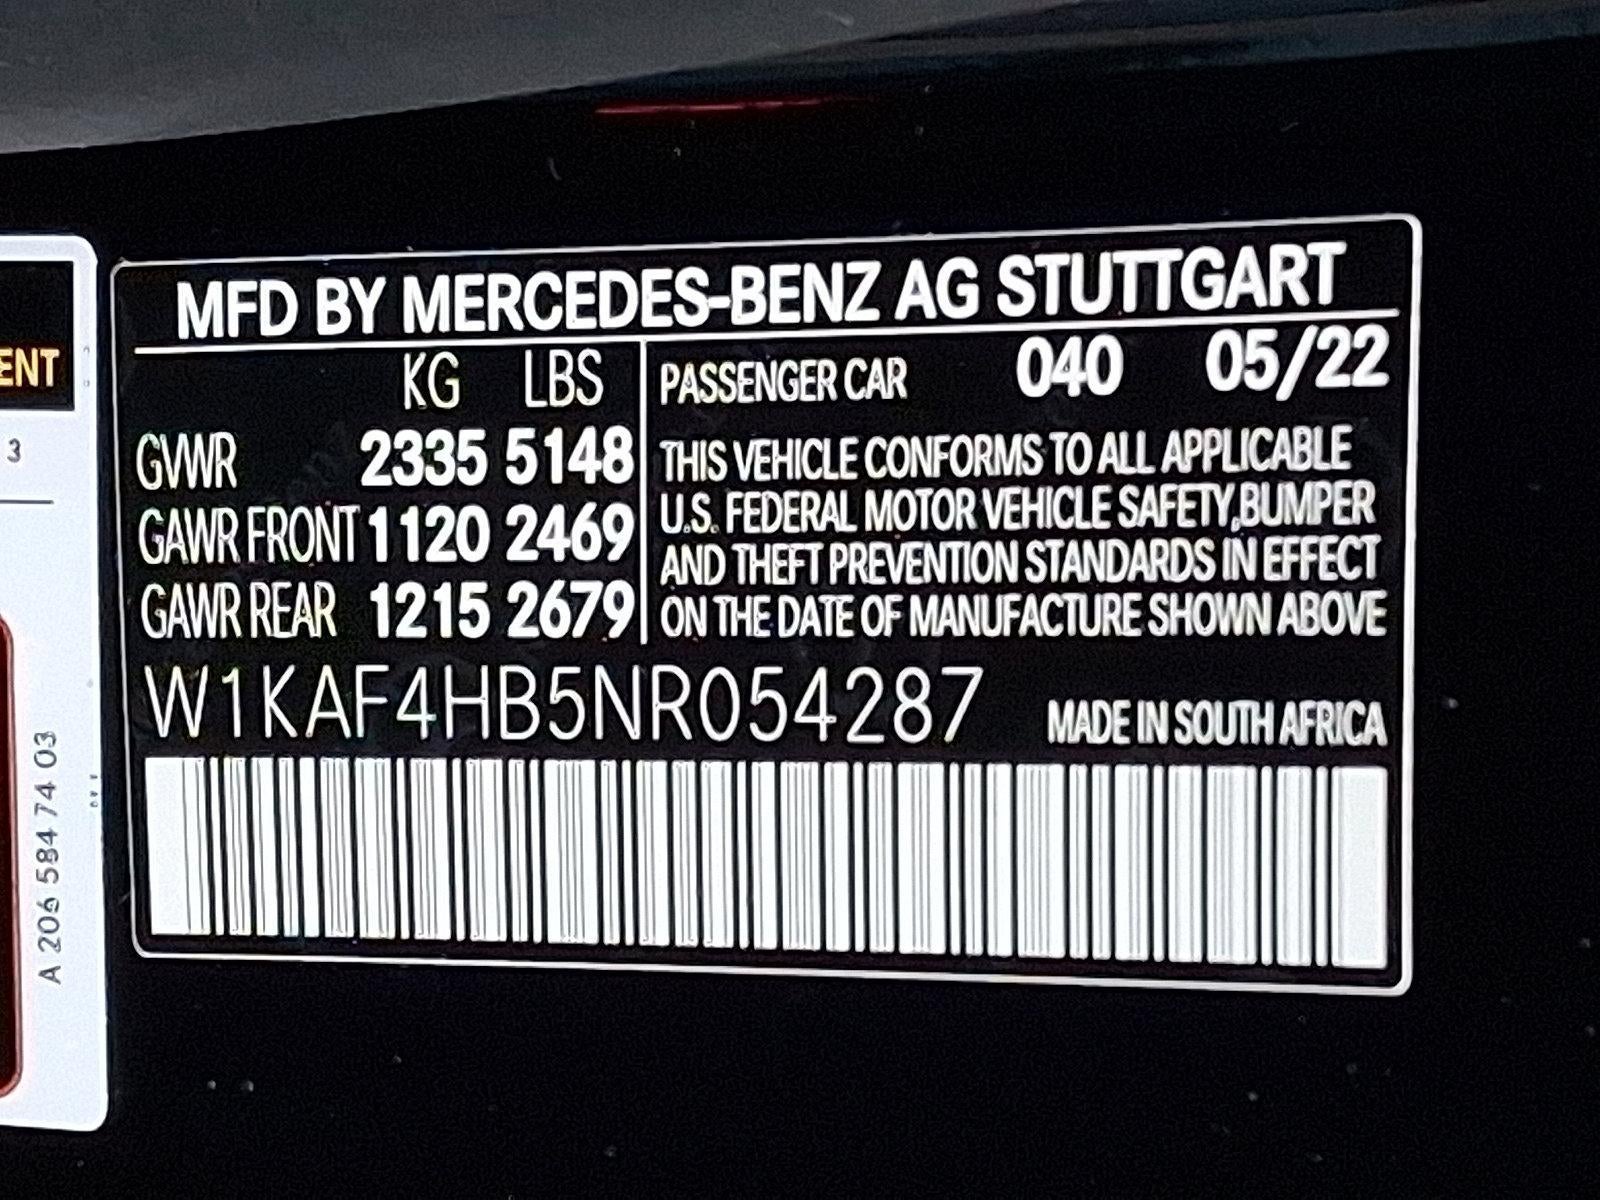 MFD BY MERCEDES-BENZ AG STUTTGART
KG LBS
GVWR 2335 5148
GAWR FRONT 1120 2469
GAWR REAR 1215 2679
PASSENGER CAR 040 05/22
THIS VEHICLE CONFORMS TO ALL APPLICABLE
U.S. FEDERAL MOTOR VEHICLE SAFETY,BUMPER
AND THEFT PREVENTION STANDARDS IN EFFECT
ON THE DATE OF MANUFACTURE SHOWN ABOVE
W1KAF4HB5NR054287
MADE IN SOUTH AFRICA
ENT
3
A 206 584 74 03